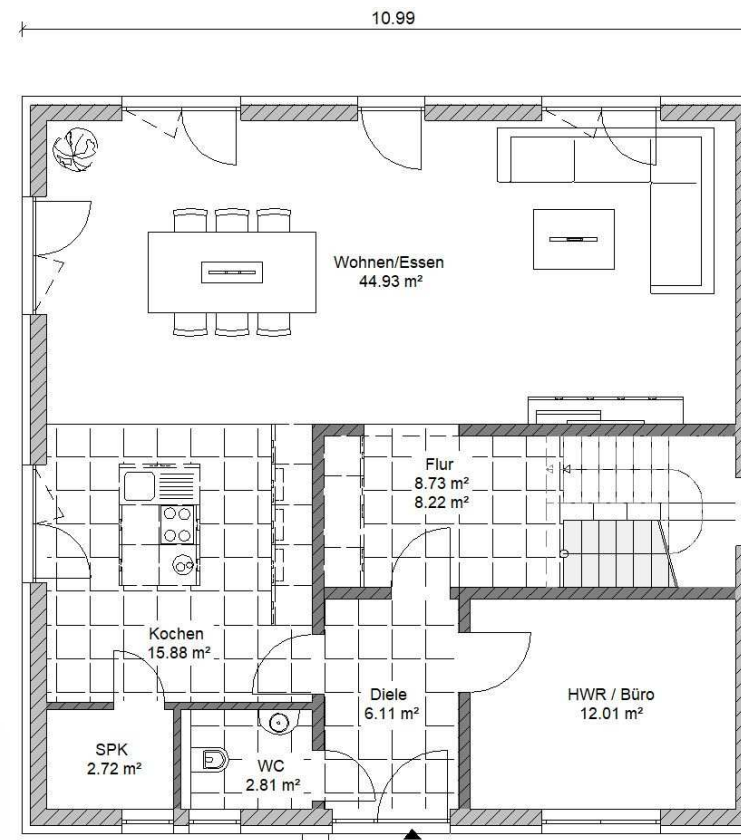 10.99
Wohnen/Essen
44.93 m²
Flur
8.73 m²
8.22 m²
Kochen
15.88 m²
Diele
6.11 m²
HWR / Büro
12.01 m²
SPK
2.72 m²
WC
2.81 m²